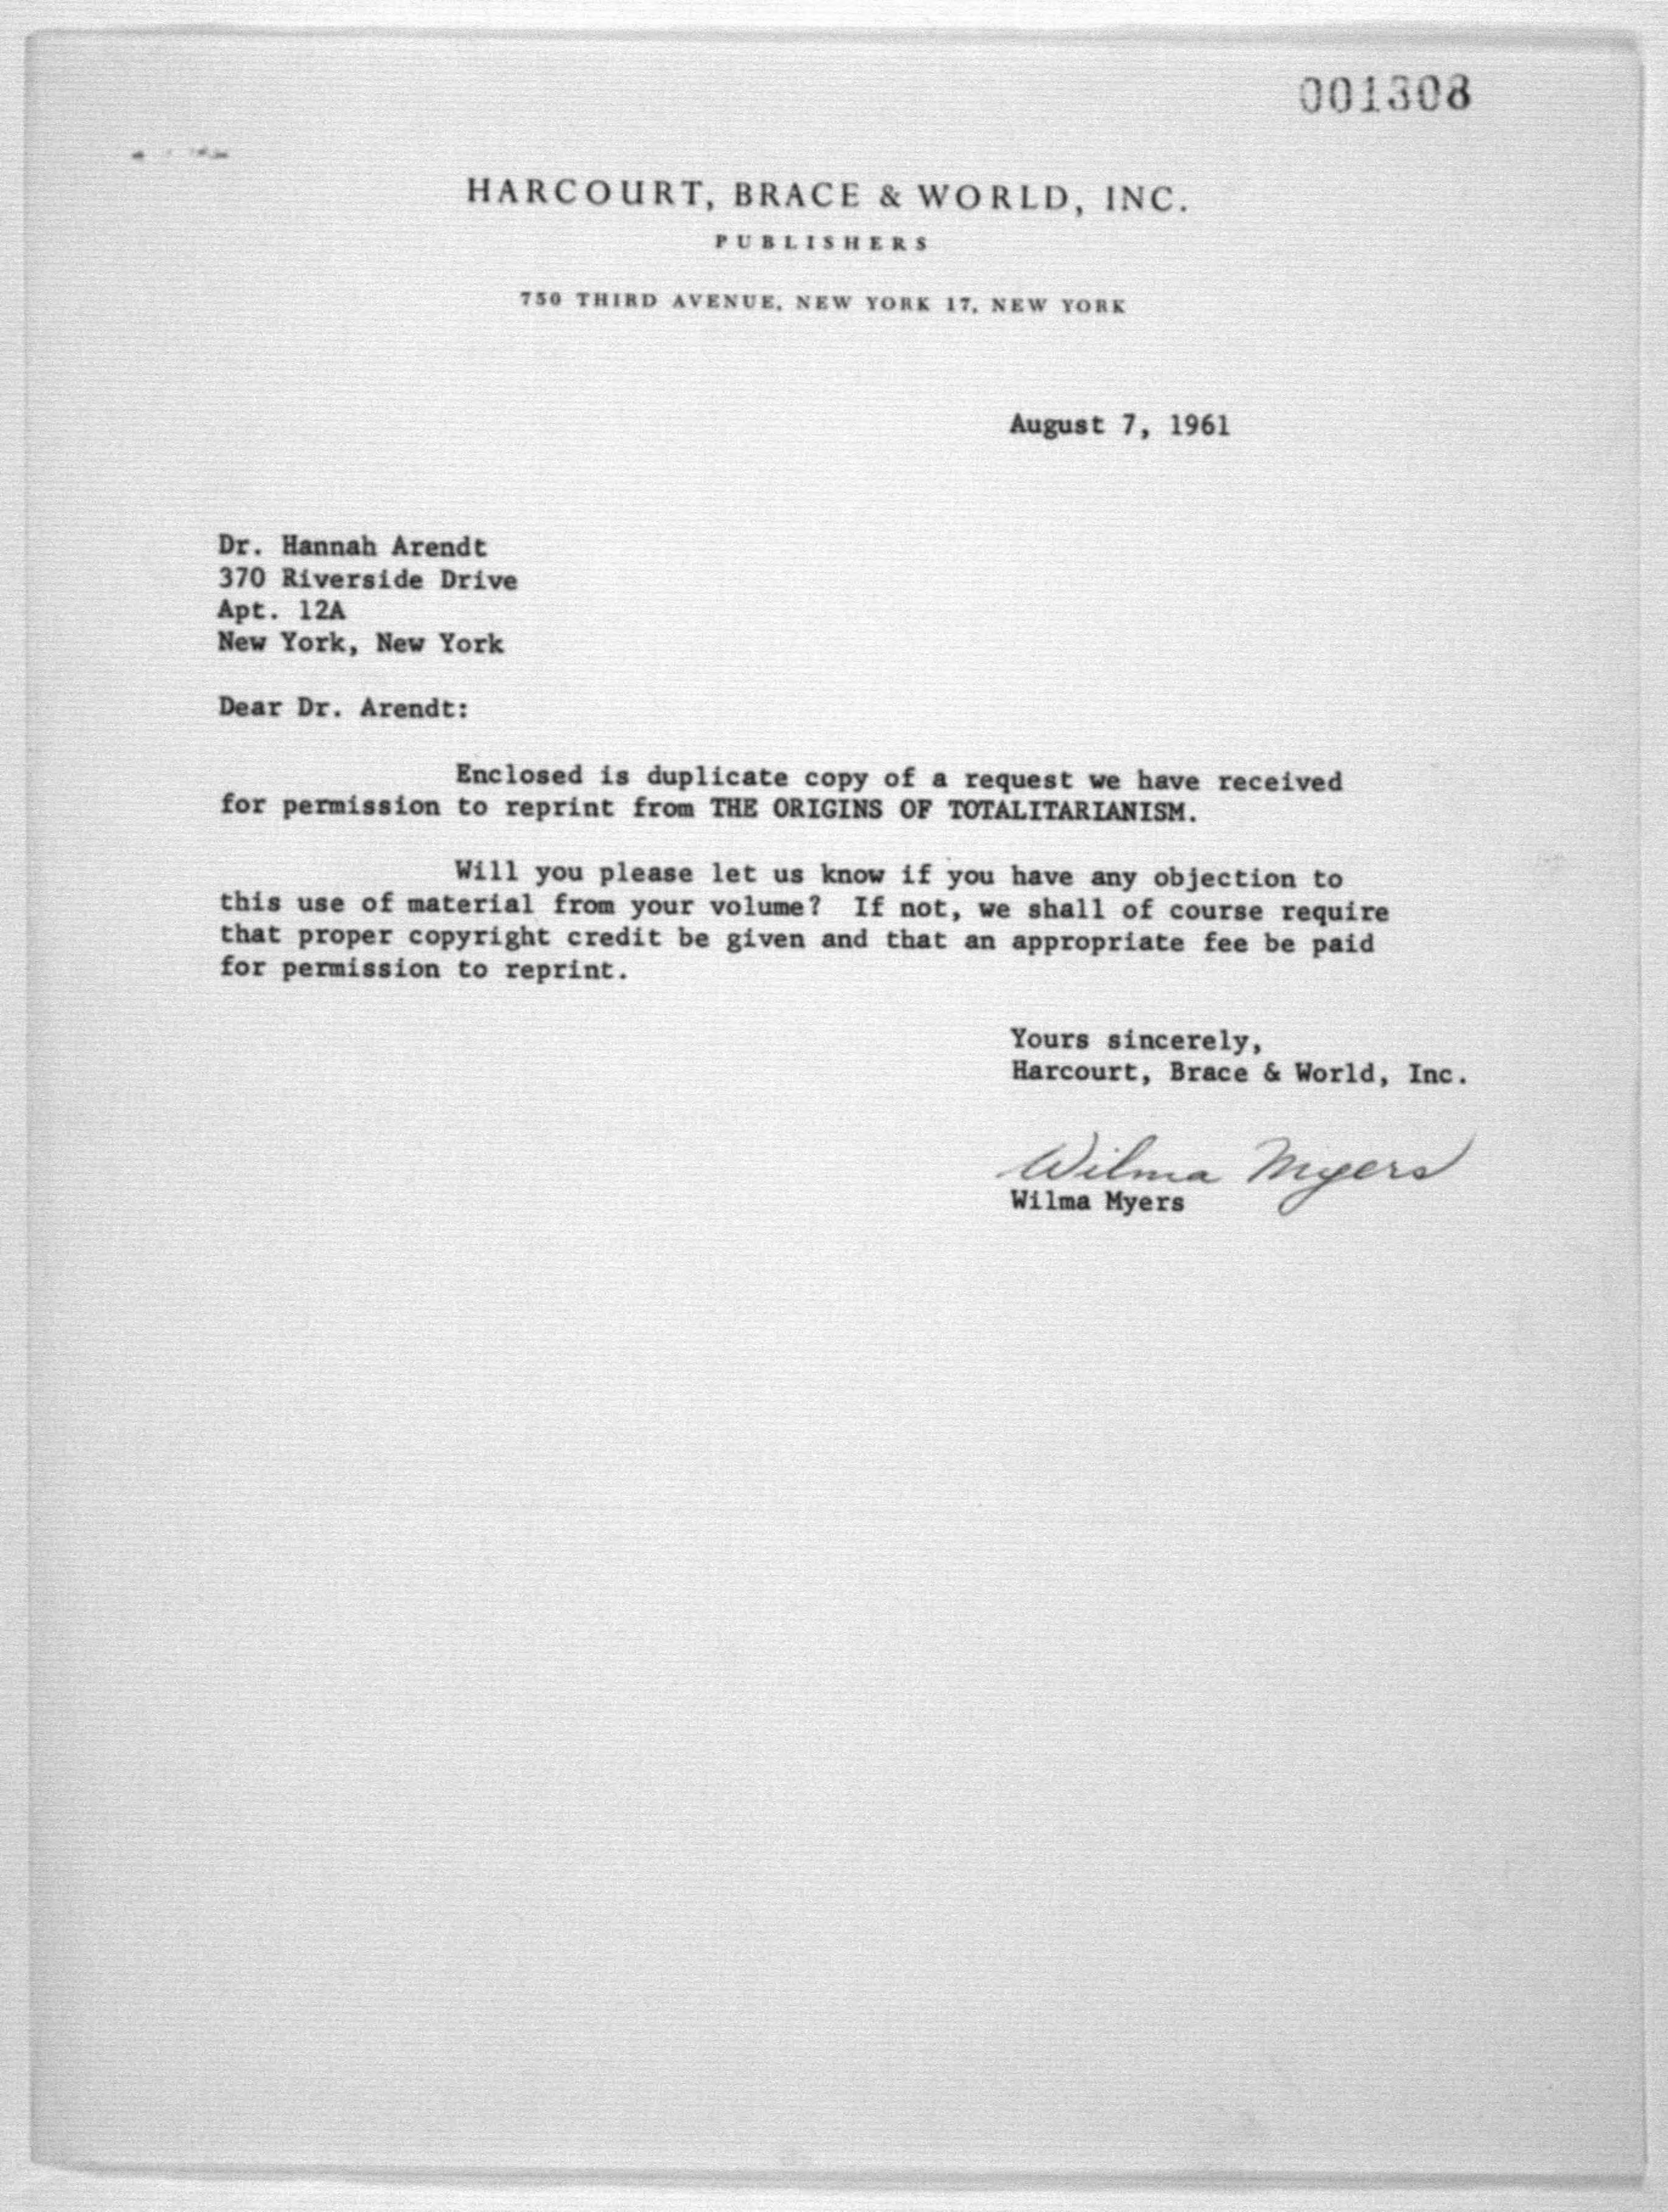 001308
HARCOURT, BRACE & WORLD, INC.
PUBLISHERS
750 THIRD AVENUE, NEW YORK 17, NEW YORK
August 7, 1961
Dr. Hannah Arendt
370 Riverside Drive
Apt. 12A
New York, New York
Dear Dr. Arendt:
Enclosed is duplicate copy of a request we have received
for permission to reprint from THE ORIGINS OF TOTALITARIANISM.
Will you please let us know if you have any objection to
this use of material from your volume? If not, we shall of course require
that proper copyright credit be given and that an appropriate fee be paid
for permission to reprint.
Yours sincerely,
Harcourt, Brace & World, Inc.
Wilma Myers
Wilma Myers